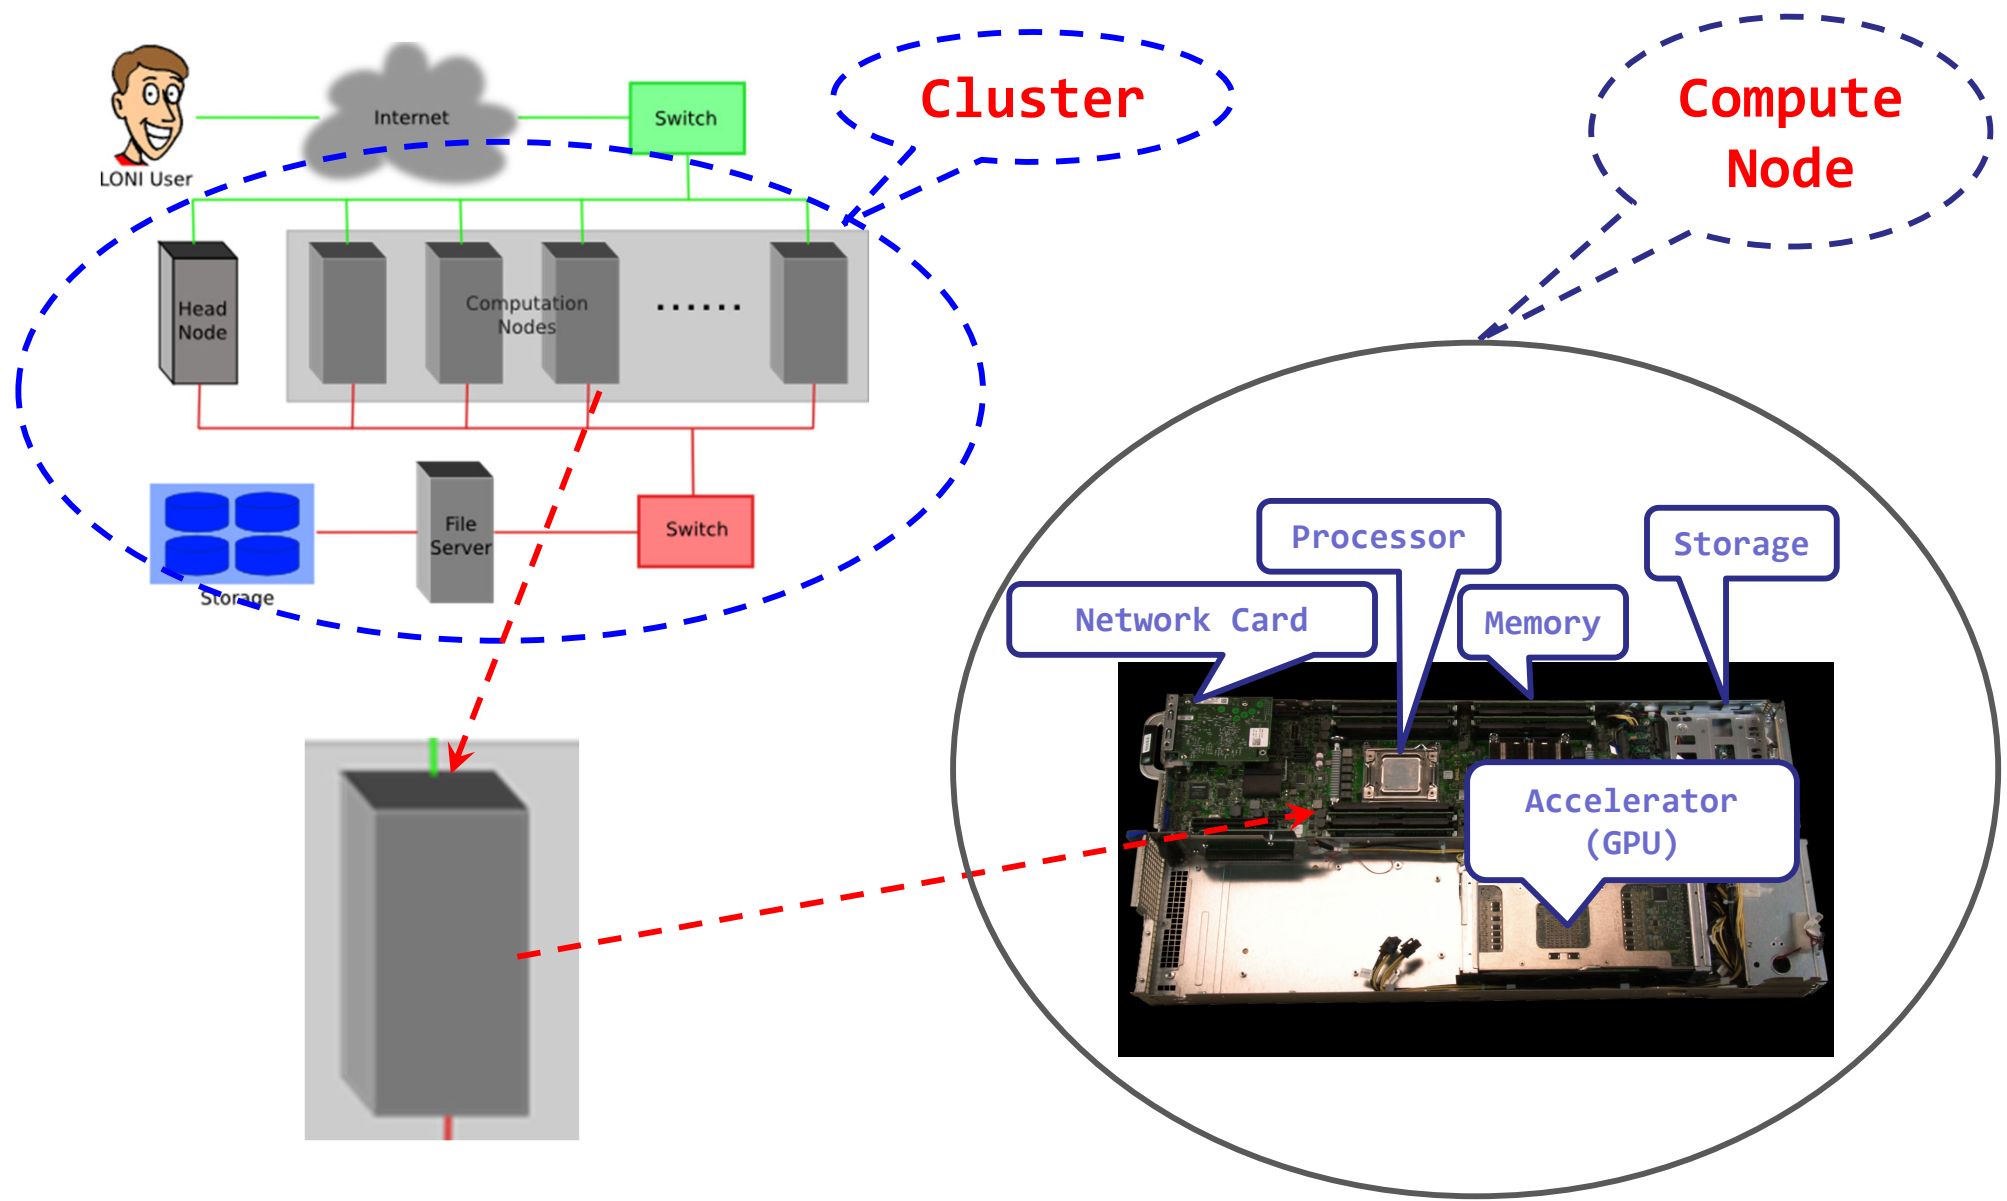 Cluster
Compute
Node
Internet
Switch
LONI User
Head
Node
Computation
Nodes
......
File
Server
Switch
Storage
Processor
Storage
Network Card
Memory
Accelerator
(GPU)